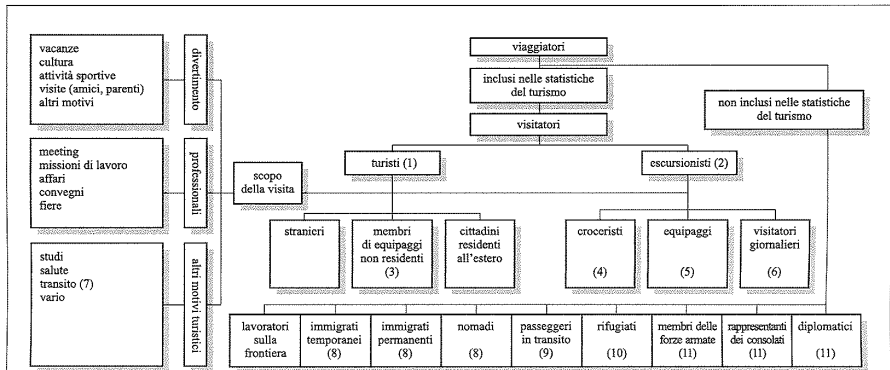 vacanze
cultura
attività sportive
visite (amici, parenti)
altri motivi
divertimento
meeting
missioni di lavoro
affari
convegni
fiere
professionali
studi
salute
transito (7)
vario
altri motivi turistici
scopo
della visita
viaggiatori
inclusi nelle statistiche
del turismo
non inclusi nelle statistiche
del turismo
visitatori
turisti (1)
escursionisti (2)
stranieri
membri
di equipaggi
non residenti
(3)
cittadini
residenti
all'estero
croceristi
(4)
equipaggi
(5)
visitatori
giornalieri
(6)
lavoratori
sulla
frontiera
immigrati
temporanei
(8)
immigrati
permanenti
(8)
nomadi
(8)
passeggeri
in transito
(9)
rifugiati
(10)
membri delle
forze armate
(11)
rappresentanti
dei consolati
(11)
diplomatici
(11)